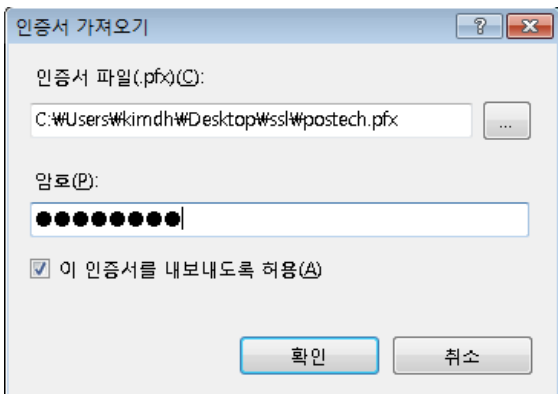 인증서 가져오기
인증서 파일(.pfx)(C):
C:₩Users₩kimdh₩Desktop₩ssl₩postech.pfx
...
암호(P):
●●●●●●●●
이 인증서를 내보내도록 허용(A)
확인 취소